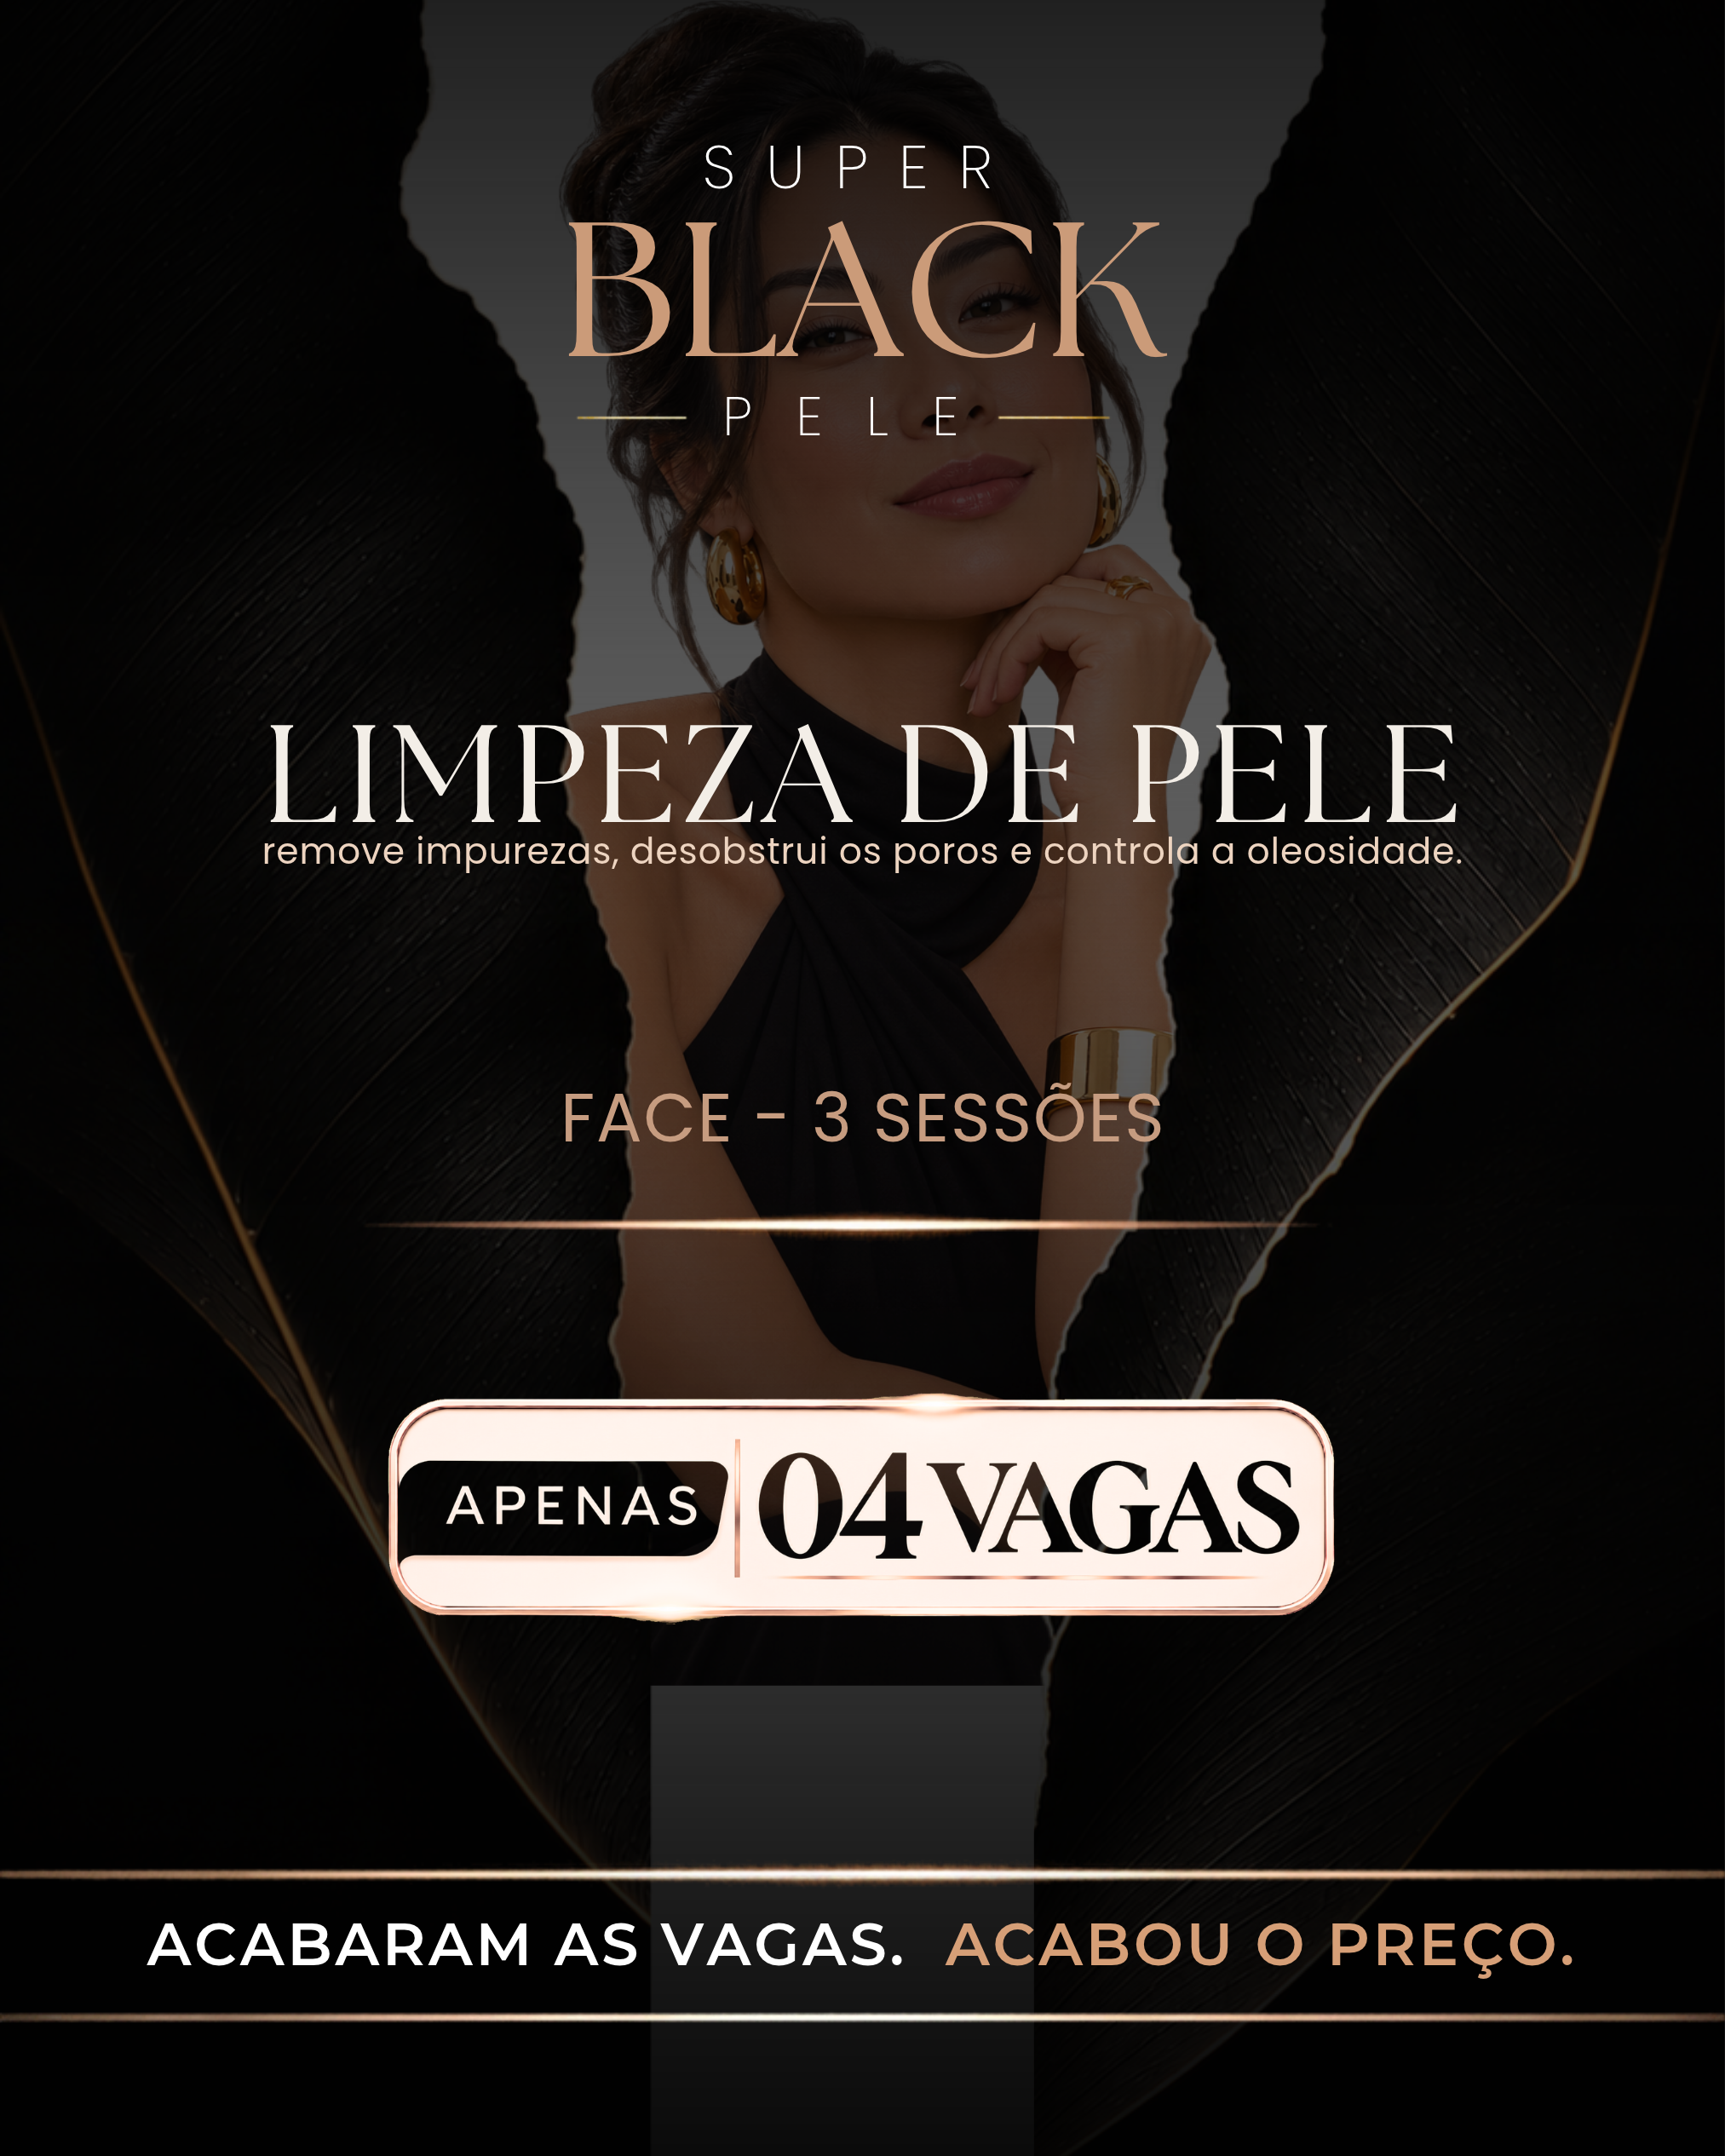 SUPER
BLACK
PELE
LIMPEZA DE PELE
remove impurezas, desobstrui os poros e controla a oleosidade.
FACE - 3 SESSÕES
APENAS 04 VAGAS
ACABARAM AS VAGAS. ACABOU O PREÇO.